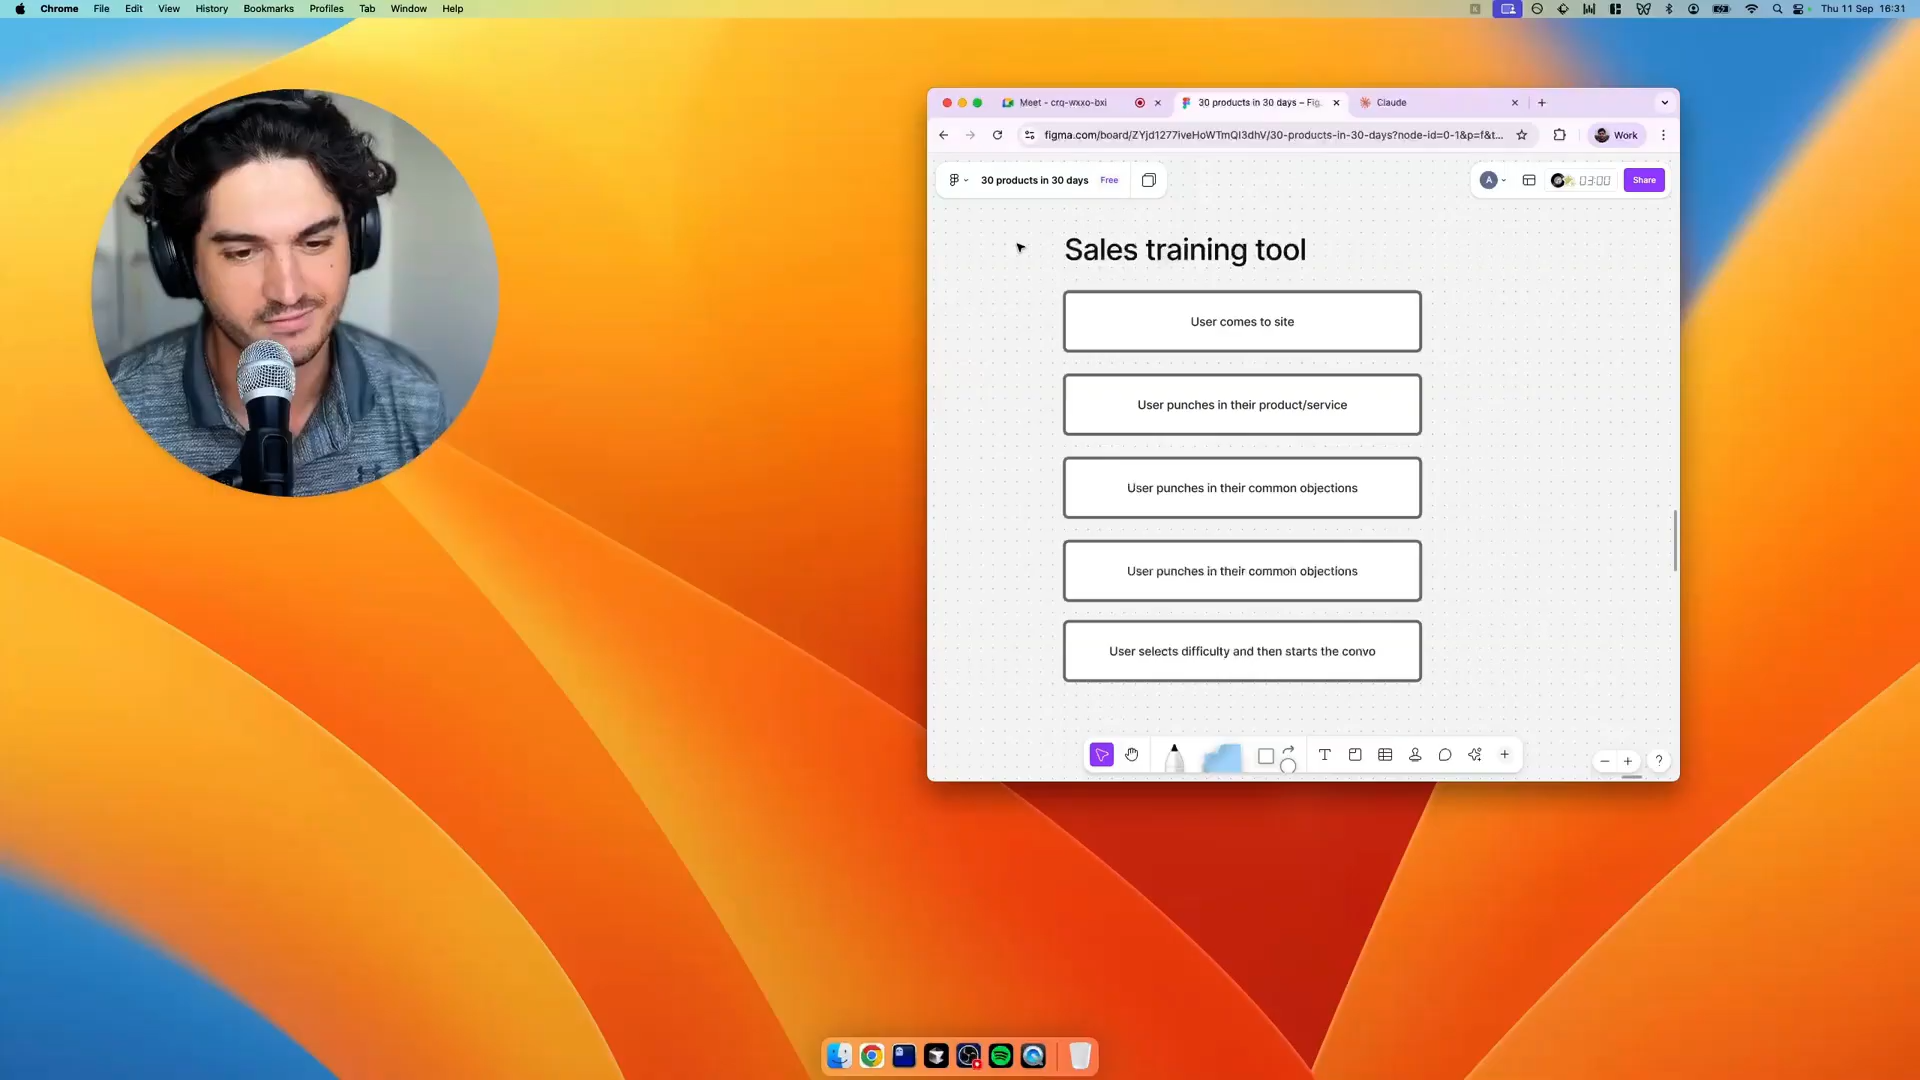 Chrome File Edit View History Bookmarks Profiles Tab Window Help
Thu 11 Sep 16:31
Meet - crq-wxxo-bxi
30 products in 30 days – Fig
Claude
figma.com/board/ZYjd1277iveHoWTmQI3dhV/30-products-in-30-days?node-id=0-1&p=f&t...
Work
30 products in 30 days Free
A
03:00
Share
Sales training tool
User comes to site
User punches in their product/service
User punches in their common objections
User punches in their common objections
User selects difficulty and then starts the convo